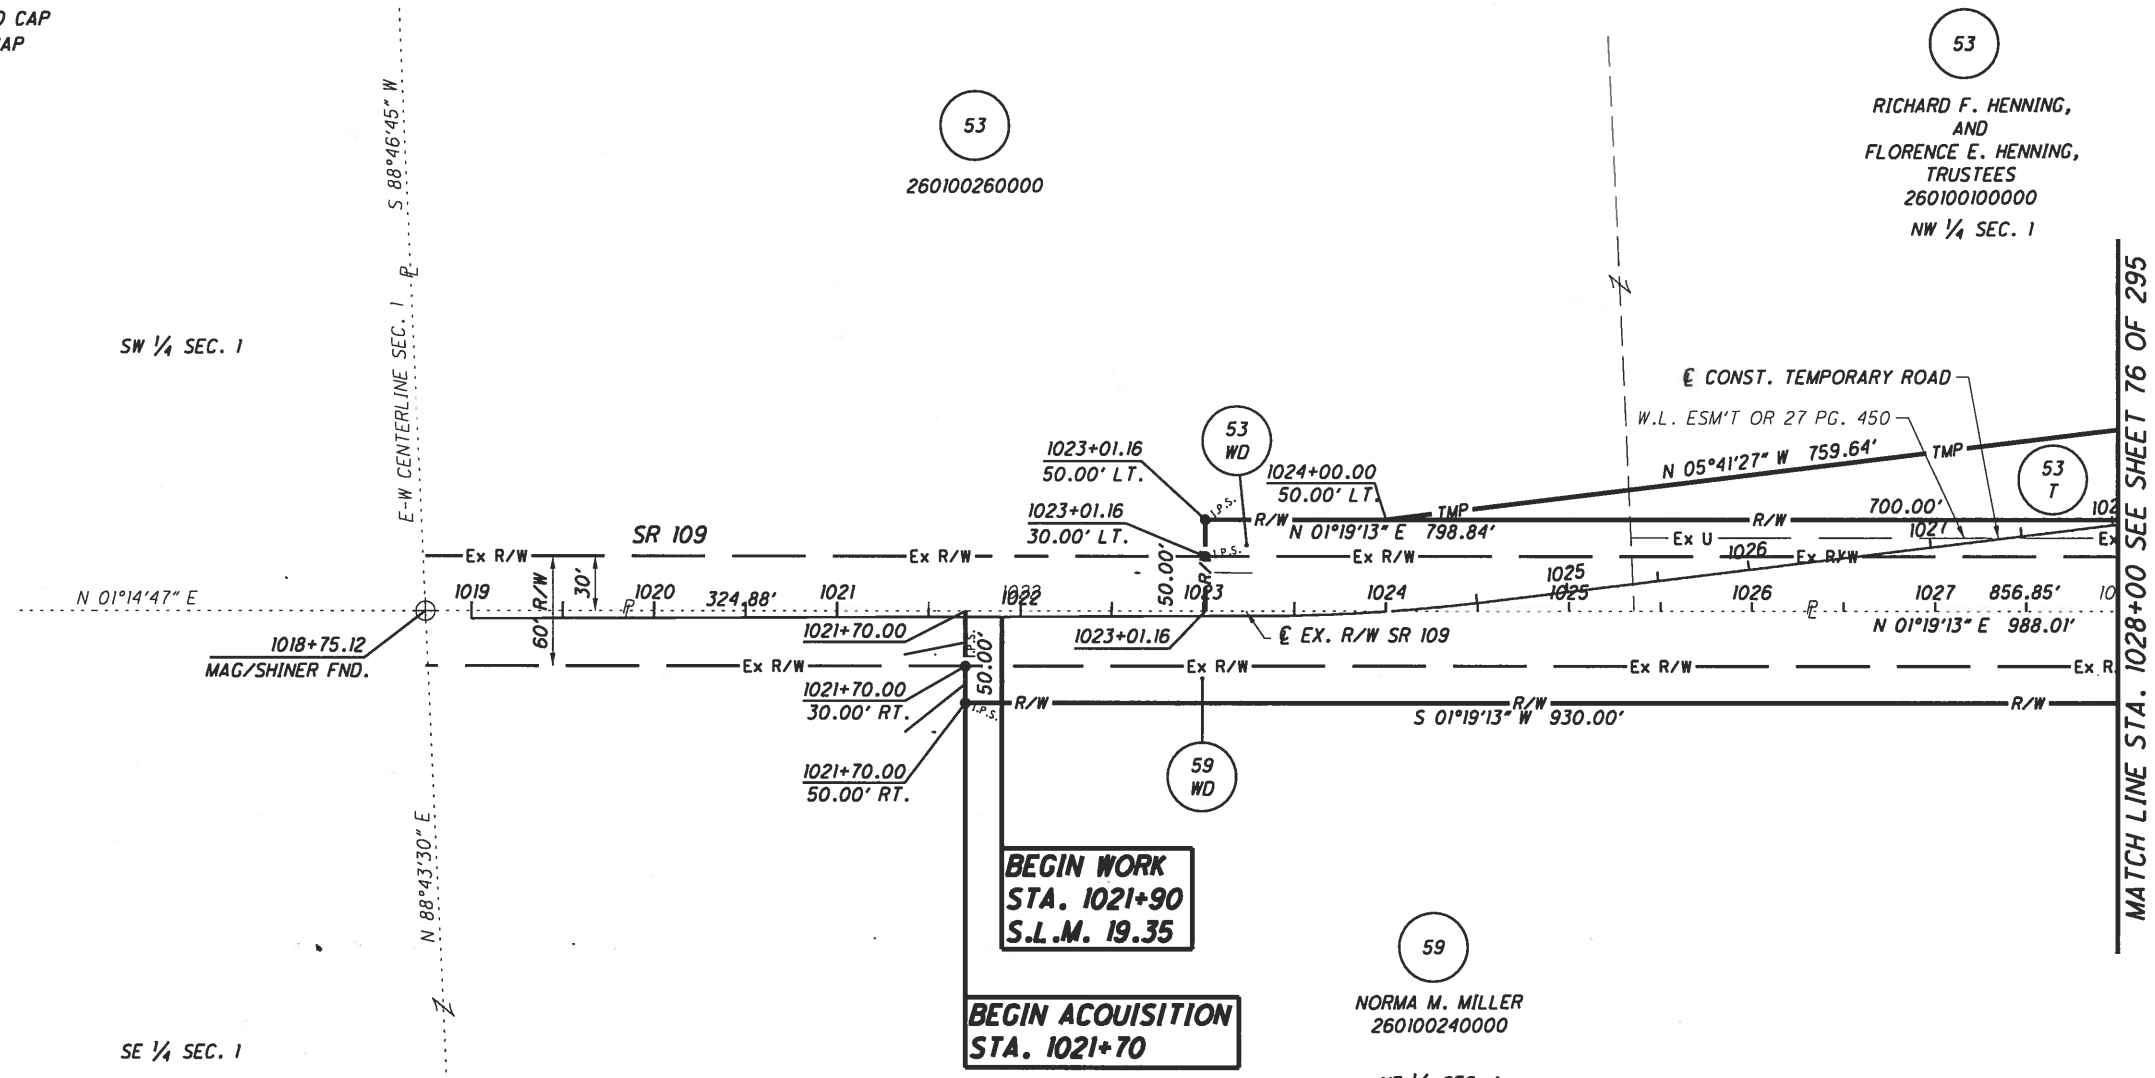 D CAP
CAP
53
260100260000
53
RICHARD F. HENNING,
AND
FLORENCE E. HENNING,
TRUSTEES
260100100000
NW 1/4 SEC. 1
S 88°46'45" W
E-W CENTERLINE SEC. 1
SW 1/4 SEC. 1
MATCH LINE STA. 1028+00 SEE SHEET 76 OF 295
℄ CONST. TEMPORARY ROAD
W.L. ESM'T OR 27 PG. 450
N 05°41'27" W 759.64'
TMP
53
T
53
WD
1023+01.16
50.00' LT.
1024+00.00
50.00' LT.
1023+01.16
30.00' LT.
I.P.S.
I.P.S.
R/W
TMP
N 01°19'13" E 798.84'
R/W
700.00'
SR 109
Ex R/W
Ex R/W
Ex R/W
Ex U
1026
Ex R/W
1027
Ex
60' R/W
30'
50.00'
R/W
N 01°14'47" E
1019
1020
324.88'
1021
1022
1022
1023
1024
1025
1025
1026
1027
856.85'
N 01°19'13" E 988.01'
1018+75.12
MAG/SHINER FND.
1021+70.00
1023+01.16
℄ EX. R/W SR 109
Ex R/W
Ex R/W
Ex R/W
Ex R
I.P.S.
50.00'
1021+70.00
30.00' RT.
I.P.S.
R/W
R/W
R/W
S 01°19'13" W 930.00'
1021+70.00
50.00' RT.
59
WD
N 88°43'30" E
BEGIN WORK
STA. 1021+90
S.L.M. 19.35
BEGIN ACQUISITION
STA. 1021+70
59
NORMA M. MILLER
260100240000
SE 1/4 SEC. 1